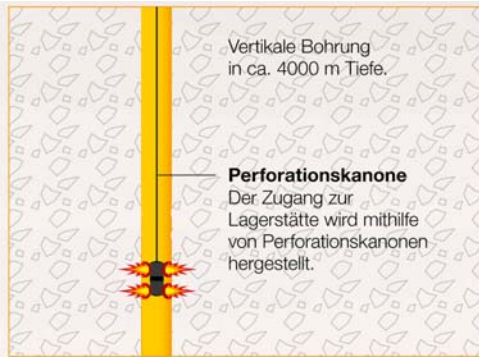 Vertikale Bohrung
in ca. 4000 m Tiefe.
Perforationskanone
Der Zugang zur
Lagerstätte wird mithilfe
von Perforationskanonen
hergestellt.